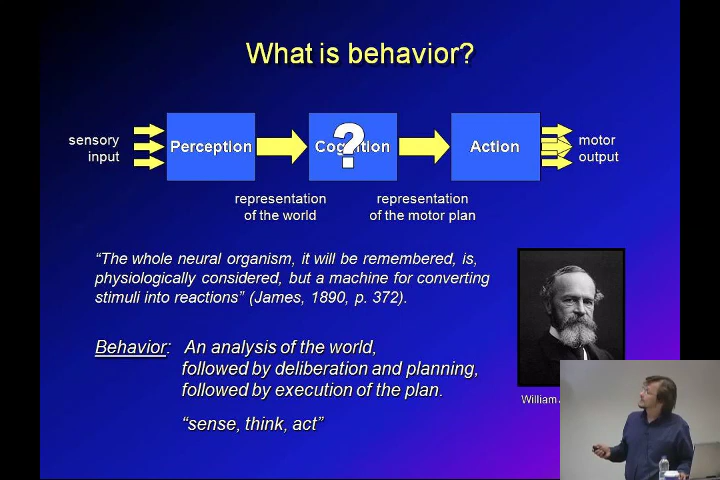 What is behavior?
sensory
input
Perception
Cognition
?
Action
motor
output
representation
of the world
representation
of the motor plan
“The whole neural organism, it will be remembered, is,
physiologically considered, but a machine for converting
stimuli into reactions” (James, 1890, p. 372).
Behavior: An analysis of the world,
followed by deliberation and planning,
followed by execution of the plan.
“sense, think, act”
William